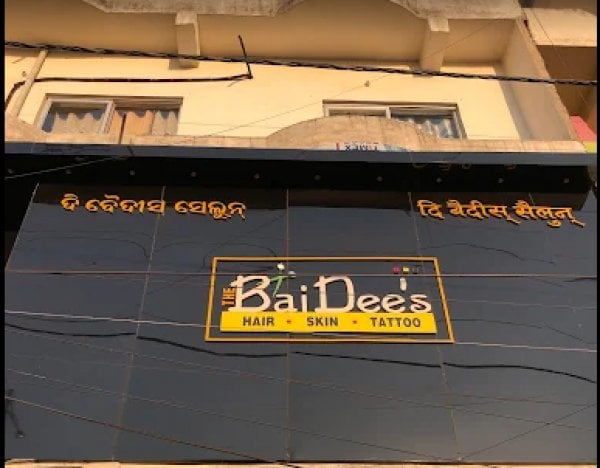 ଦି ବୈଦୀସ ସେଲୁନ୍
दि बैदीस् सैलुन्
THE BaiDee's
HAIR • SKIN • TATTOO